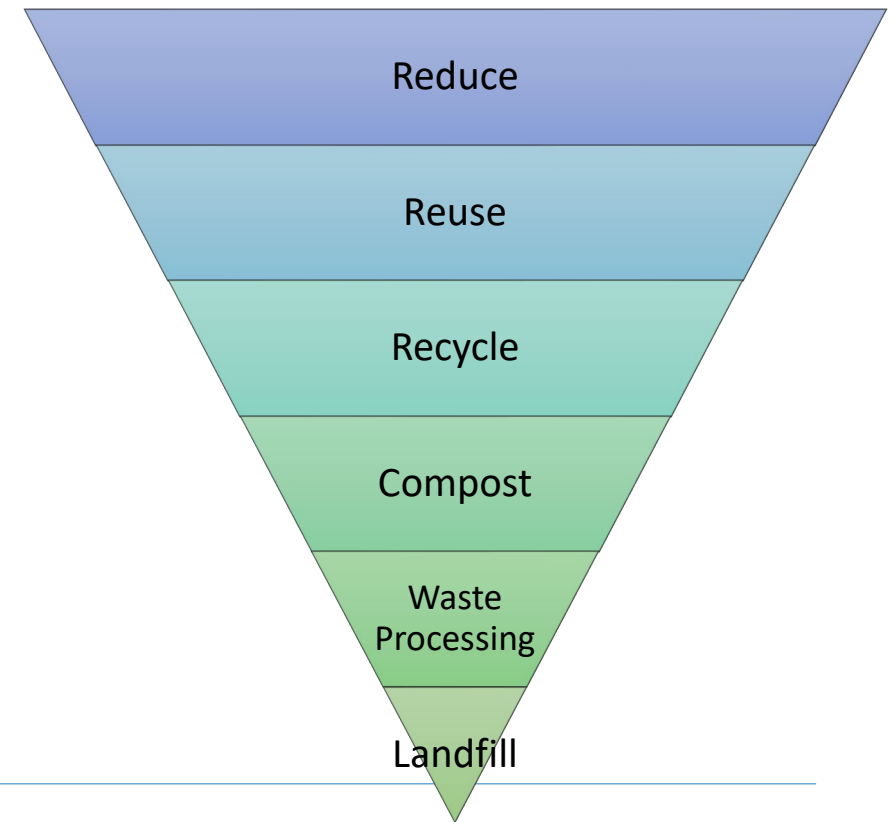 Reduce
Reuse
Recycle
Compost
Waste
Processing
Landfill